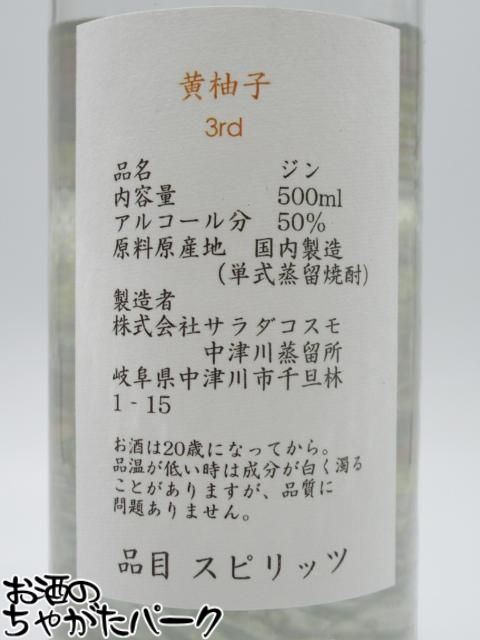 黄柚子
3rd
品名 ジン
内容量 500ml
アルコール分 50%
原料原産地 国内製造
(単式蒸留焼酎)
製造者
株式会社サラダコスモ
中津川蒸留所
岐阜県中津川市千旦林
1-15
お酒は20歳になってから。
品温が低い時は成分が白く濁る
ことがありますが、品質に
問題ありません。
品目 スピリッツ
お酒の
ちゃがたパーク